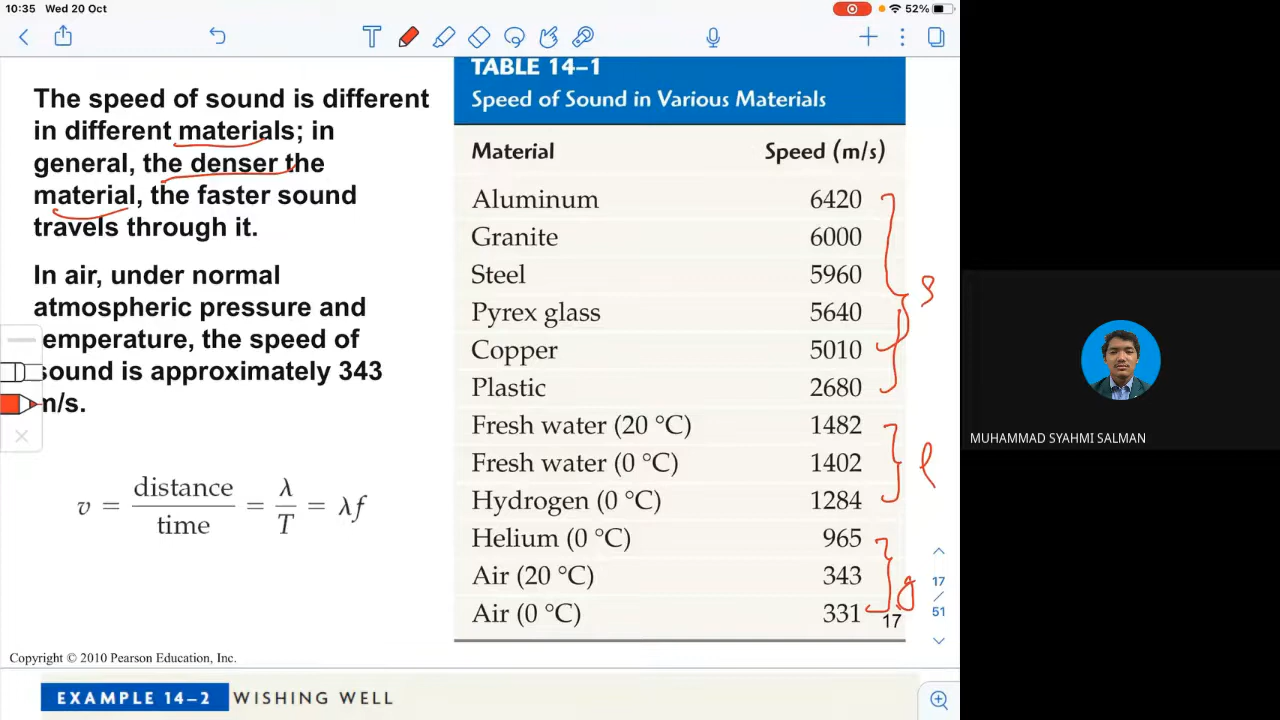 10:35 Wed 20 Oct
52%
The speed of sound is different
in different materials; in
general, the denser the
material, the faster sound
travels through it.
In air, under normal
atmospheric pressure and
temperature, the speed of
sound is approximately 343
m/s.
v = distance / time = λ / T = λf
TABLE 14–1
Speed of Sound in Various Materials
Material Speed (m/s)
Aluminum 6420
Granite 6000
Steel 5960
Pyrex glass 5640
Copper 5010
Plastic 2680
Fresh water (20 °C) 1482
Fresh water (0 °C) 1402
Hydrogen (0 °C) 1284
Helium (0 °C) 965
Air (20 °C) 343
Air (0 °C) 331
s
l
g
17
17
/
51
Copyright © 2010 Pearson Education, Inc.
EXAMPLE 14–2 WISHING WELL
MUHAMMAD SYAHMI SALMAN